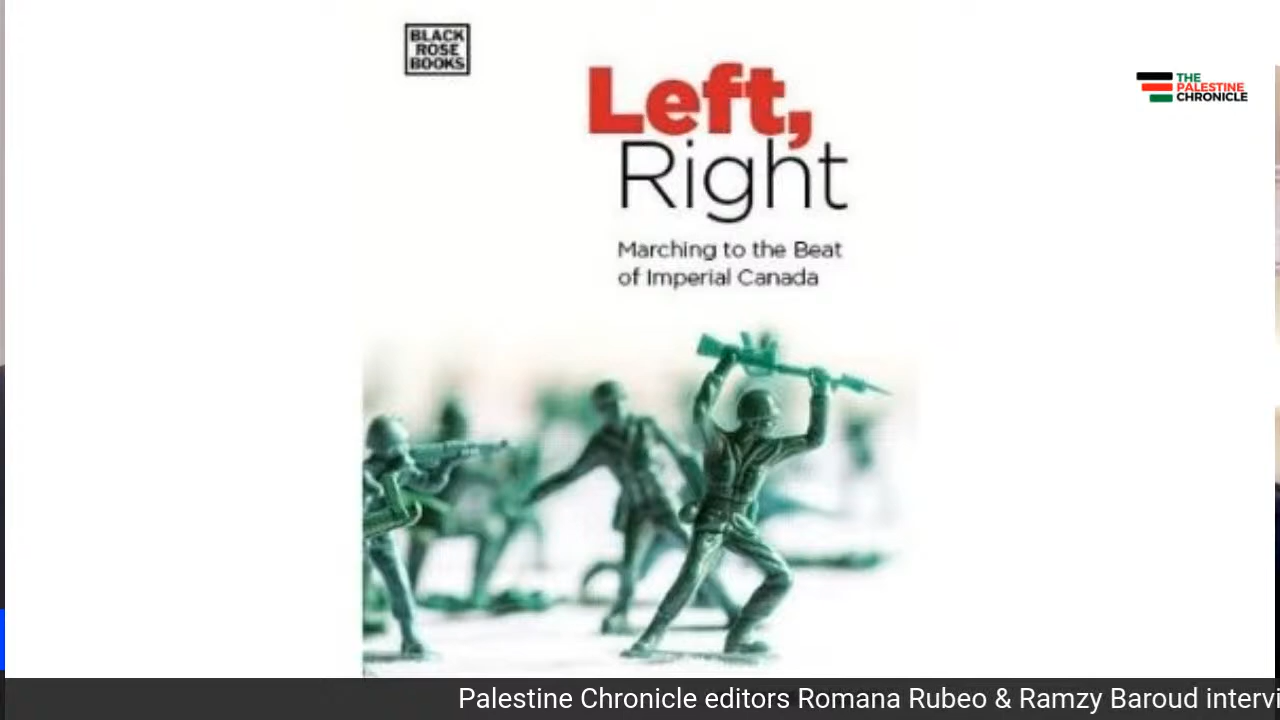 BLACK
ROSE
BOOKS
Left,
Right
Marching to the Beat
of Imperial Canada
THE
PALESTINE
CHRONICLE
Palestine Chronicle editors Romana Rubeo & Ramzy Baroud intervi